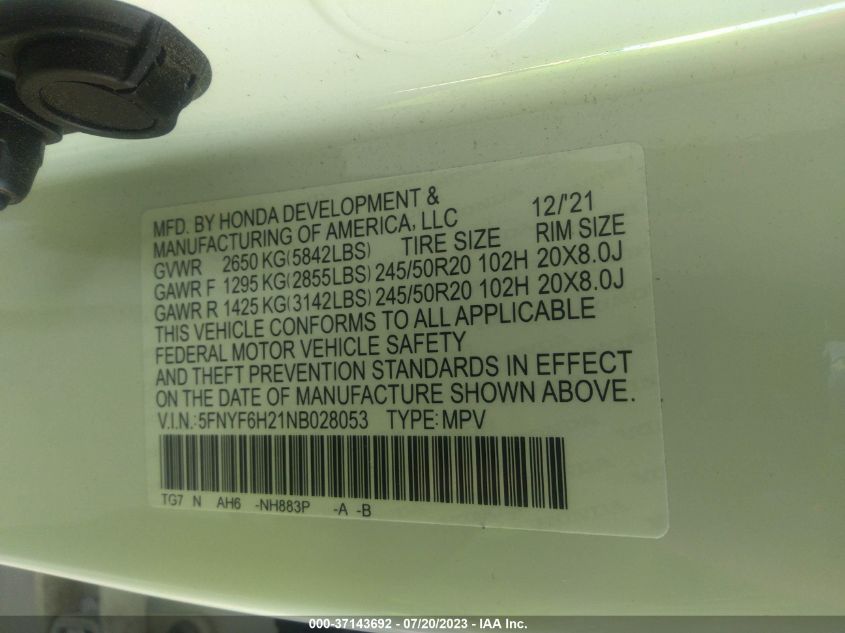 MFD. BY HONDA DEVELOPMENT & 12/'21
MANUFACTURING OF AMERICA, LLC
GVWR 2650 KG(5842LBS) TIRE SIZE RIM SIZE
GAWR F 1295 KG(2855LBS) 245/50R20 102H 20X8.0J
GAWR R 1425 KG(3142LBS) 245/50R20 102H 20X8.0J
THIS VEHICLE CONFORMS TO ALL APPLICABLE
FEDERAL MOTOR VEHICLE SAFETY
AND THEFT PREVENTION STANDARDS IN EFFECT
ON THE DATE OF MANUFACTURE SHOWN ABOVE.
V.I.N.:5FNYF6H21NB028053 TYPE:MPV
TG7 N AH6 -NH883P -A -B
000-37143692 - 07/20/2023 - IAA Inc.